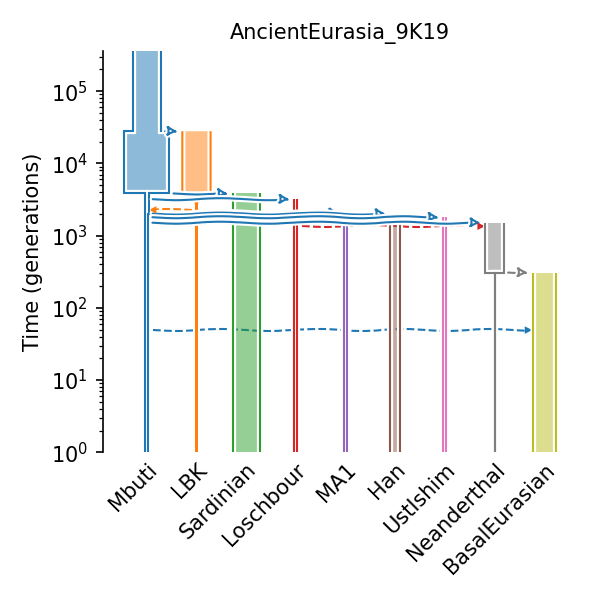 AncientEurasia_9K19
Time (generations)
10^5
10^4
10^3
10^2
10^1
10^0
Mbuti
LBK
Sardinian
Loschbour
MA1
Han
UstIshim
Neanderthal
BasalEurasian